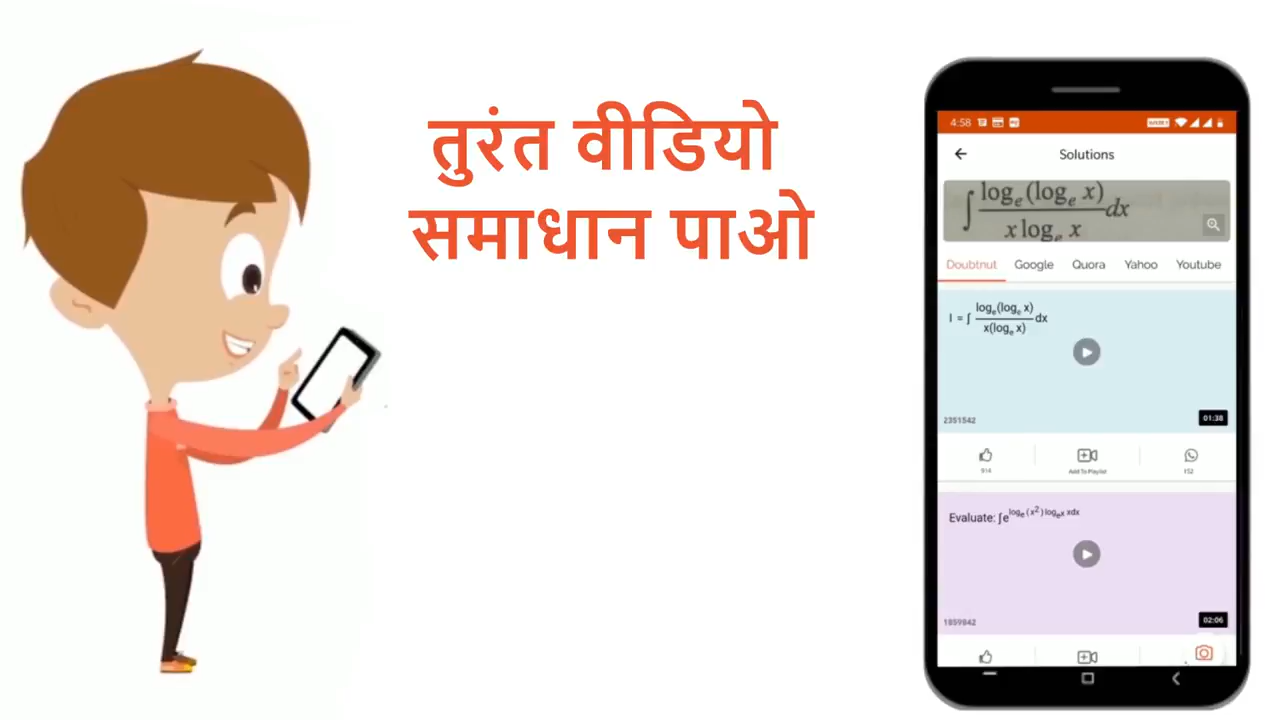 तुरंत वीडियो
समाधान पाओ
4:58
Solutions
∫ log_e (log_e x) / x log_e x dx
Doubtnut Google Quora Yahoo Youtube
I = ∫ log_e(log_e x) / x(log_e x) dx
2351542 01:38
914 Add To Playlist 152
Evaluate: ∫e^log_e (x^2) log_e x xdx
1859842 02:06